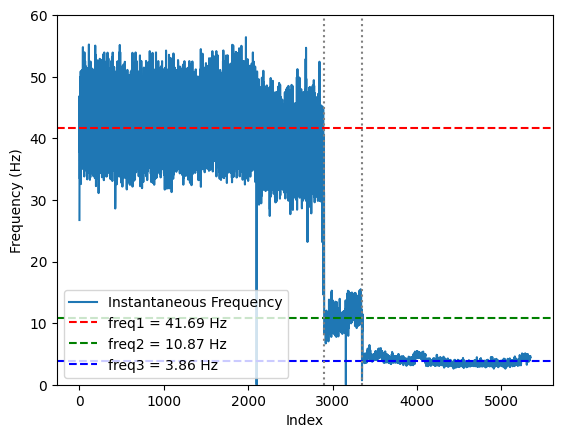 60
50
40
30
20
10
0
Frequency (Hz)
Instantaneous Frequency
freq1 = 41.69 Hz
freq2 = 10.87 Hz
freq3 = 3.86 Hz
0 1000 2000 3000 4000 5000
Index